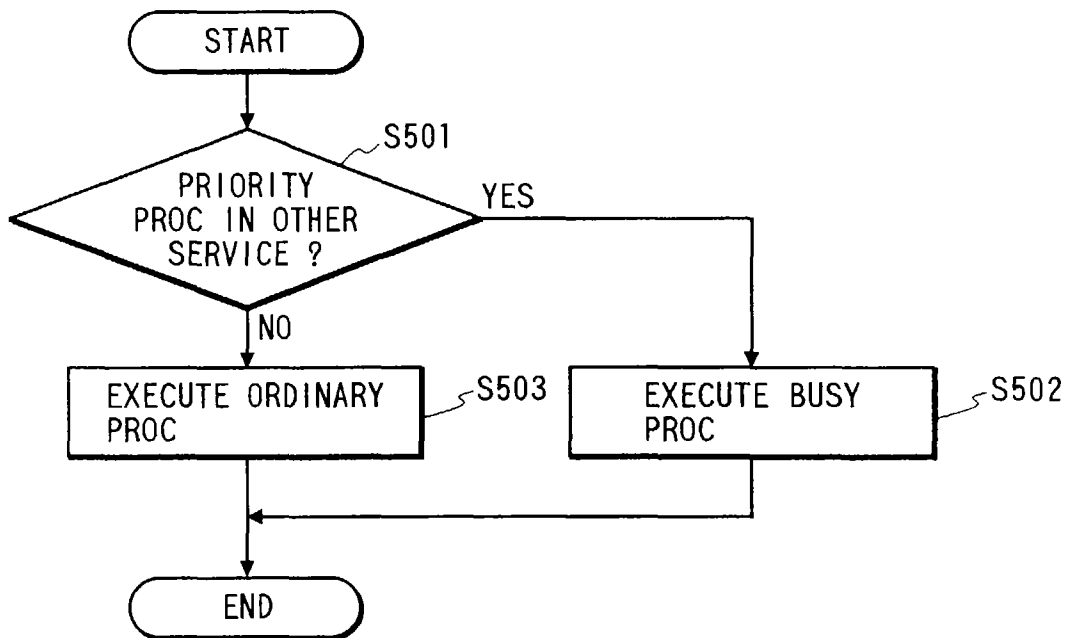 START
S501
PRIORITY
PROC IN OTHER
SERVICE ?
YES
NO
EXECUTE ORDINARY
PROC
S503
EXECUTE BUSY
PROC
S502
END